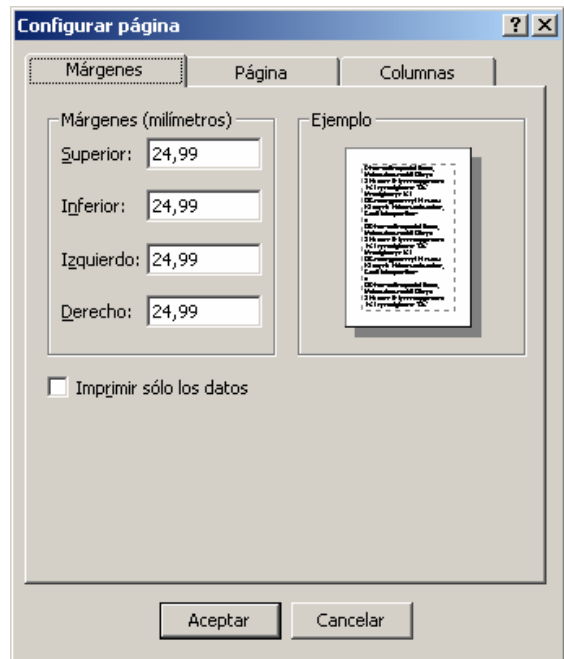 Configurar página
Márgenes Página Columnas
Márgenes (milímetros)
Superior: 24,99
Inferior: 24,99
Izquierdo: 24,99
Derecho: 24,99
Ejemplo
Imprimir sólo los datos
Aceptar Cancelar